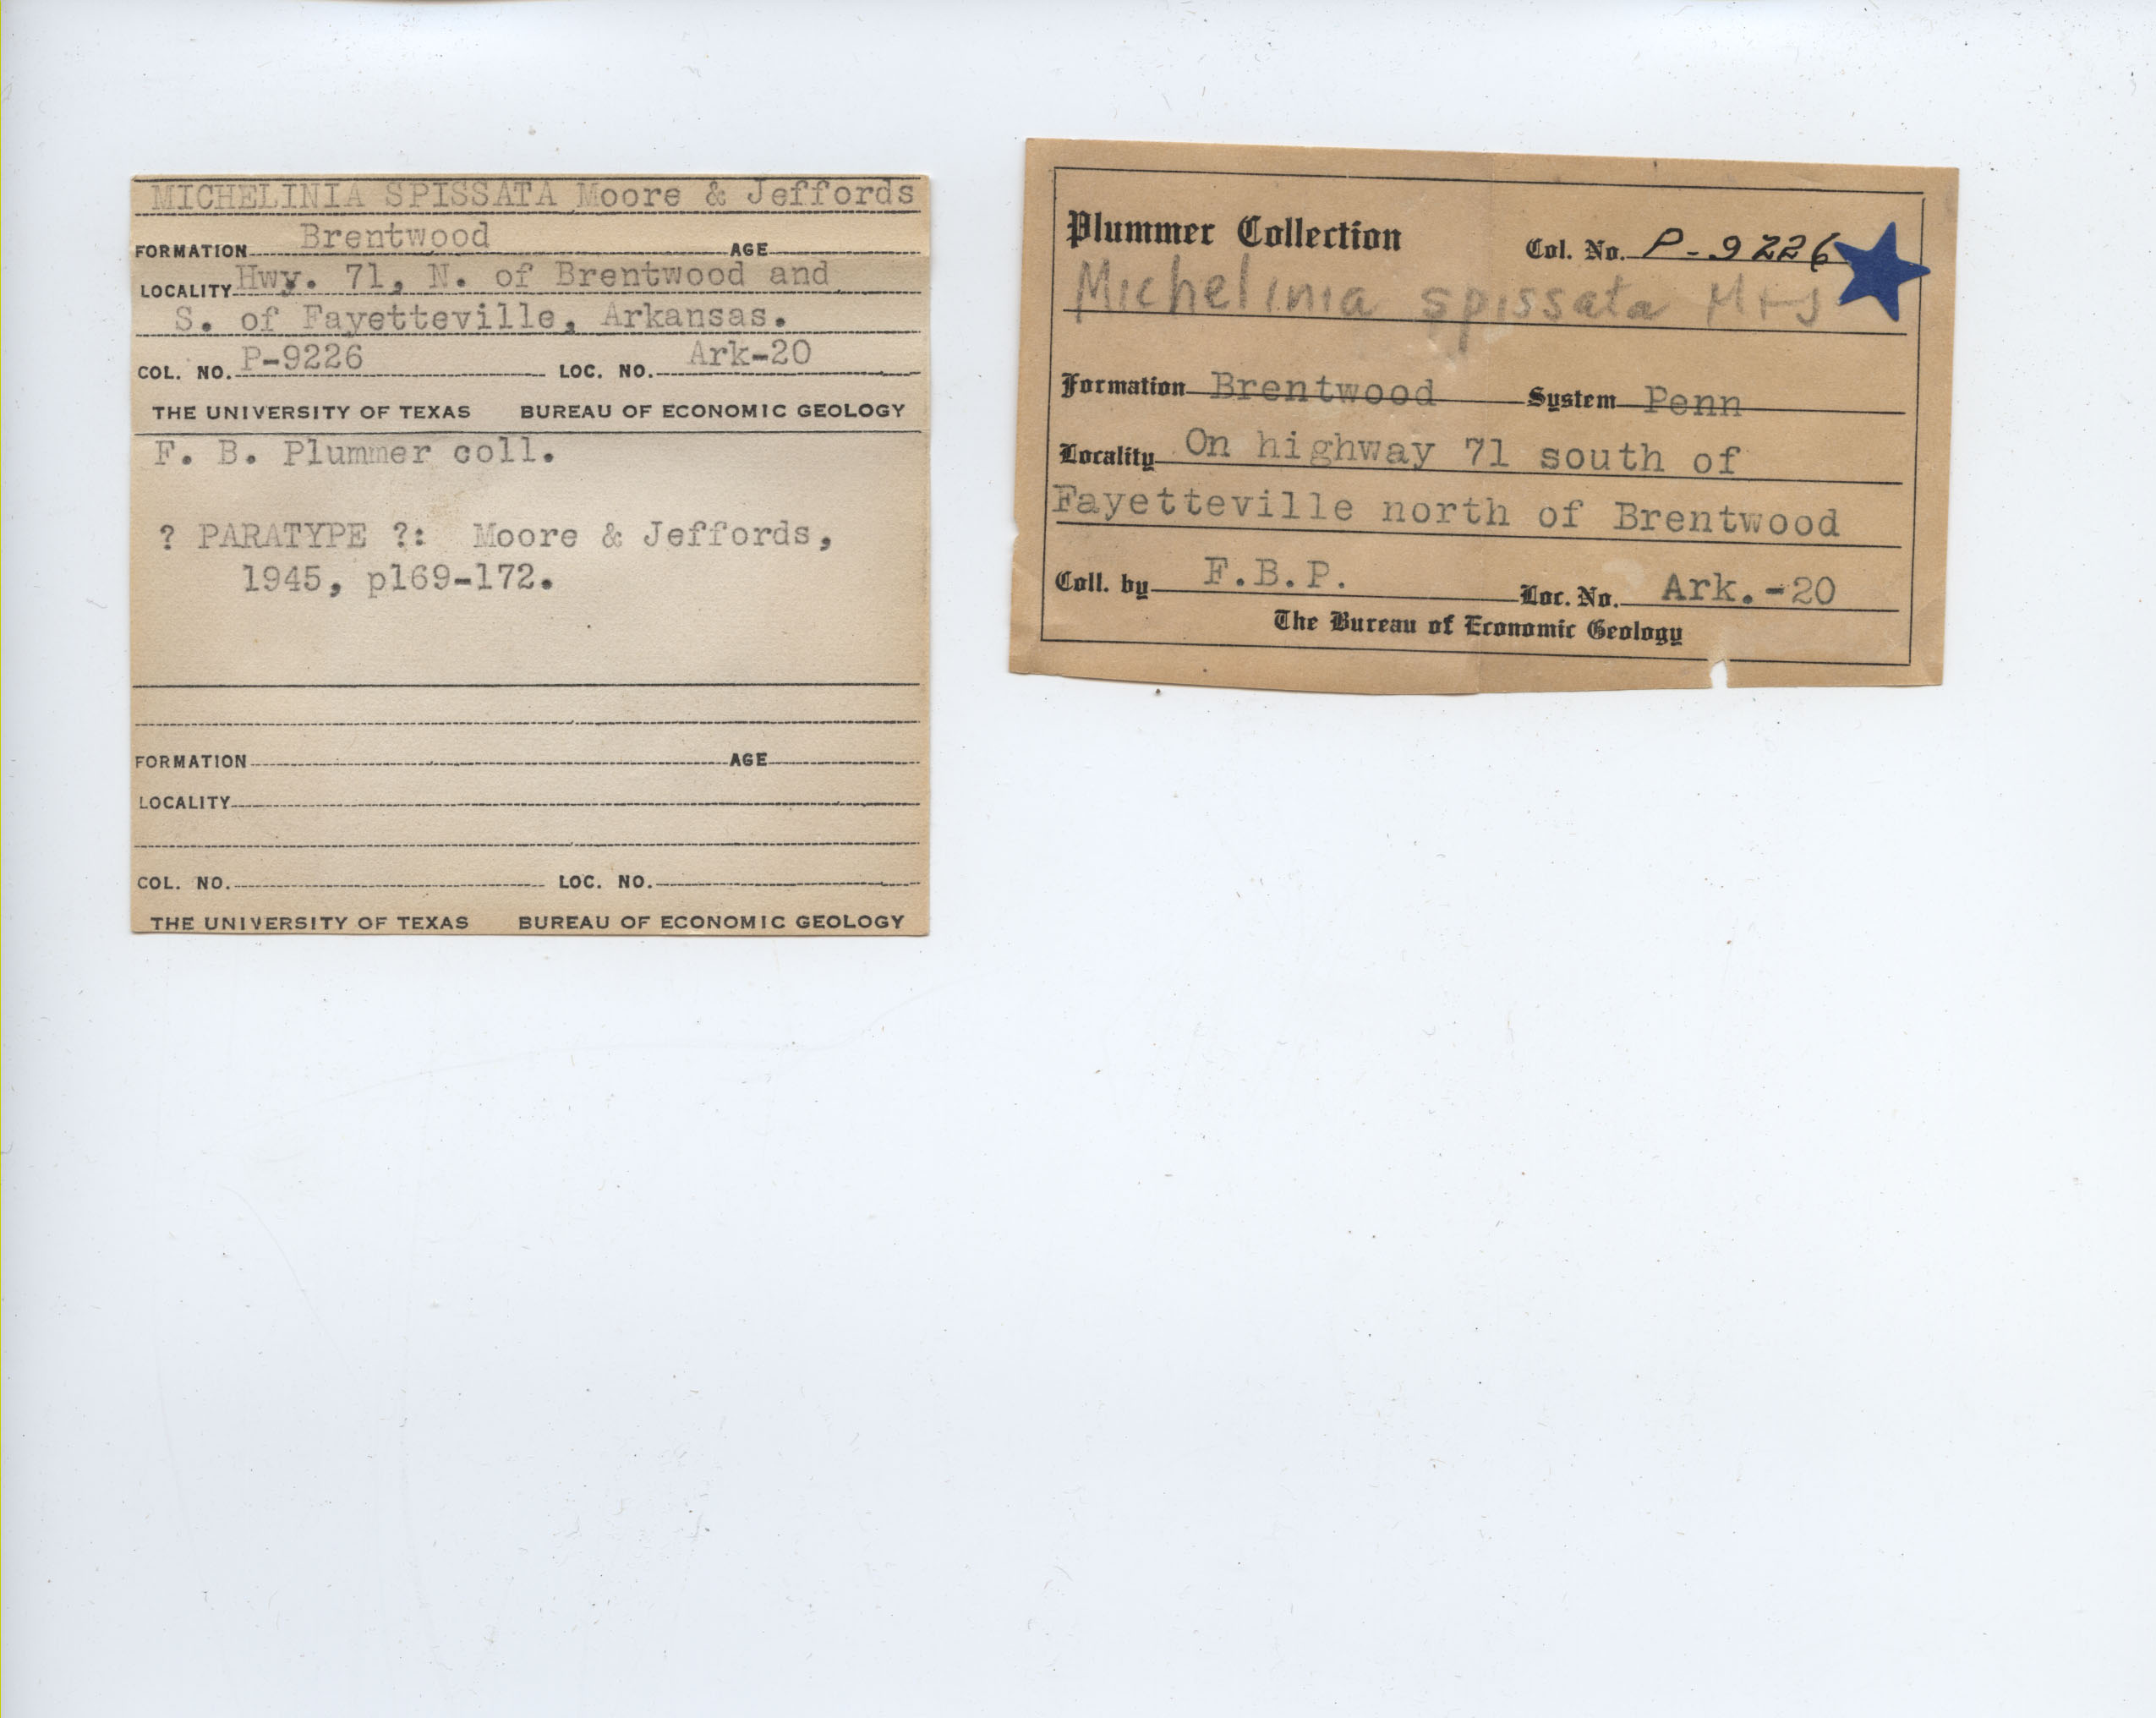 MICHELINIA SPISSATA Moore & Jeffords
FORMATION Brentwood AGE
LOCALITY Hwy. 71, N. of Brentwood and
S. of Fayetteville, Arkansas.
COL. NO. P-9226 LOC. NO. Ark-20
THE UNIVERSITY OF TEXAS BUREAU OF ECONOMIC GEOLOGY
F. B. Plummer coll.
? PARATYPE ?: Moore & Jeffords,
1945, p169-172.
FORMATION AGE
LOCALITY
COL. NO. LOC. NO.
THE UNIVERSITY OF TEXAS BUREAU OF ECONOMIC GEOLOGY
Plummer Collection Col. No. P-9226
Michelinia spissata M+J
Formation Brentwood System Penn
Locality On highway 71 south of
Fayetteville north of Brentwood
Coll. by F.B.P. Loc. No. Ark.-20
The Bureau of Economic Geology